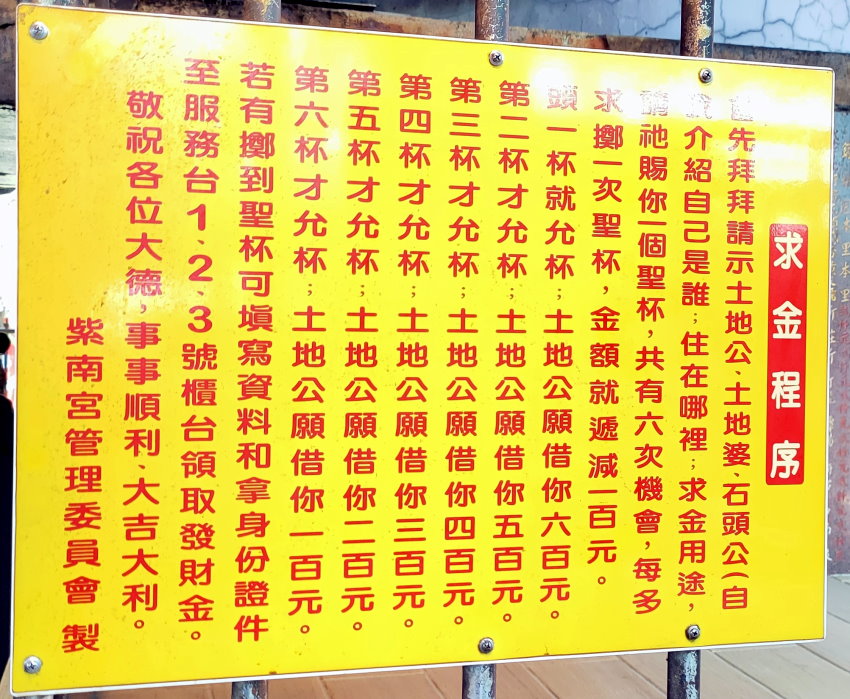 求金程序
先拜拜請示土地公、土地婆、石頭公(自
介紹自己是誰;住在哪裡;求金用途,
請祂賜你一個聖杯,共有六次機會,每多
求擲一次聖杯,金額就遞減一百元。
頭一杯就允杯;土地公願借你六百元。
第二杯才允杯;土地公願借你五百元。
第三杯才允杯;土地公願借你四百元。
第四杯才允杯;土地公願借你三百元。
第五杯才允杯;土地公願借你二百元。
第六杯才允杯;土地公願借你一百元。
若有擲到聖杯可填寫資料和拿身份證件
至服務台1、2、3號櫃台領取發財金。
敬祝各位大德,事事順利、大吉大利。
紫南宮管理委員會 製